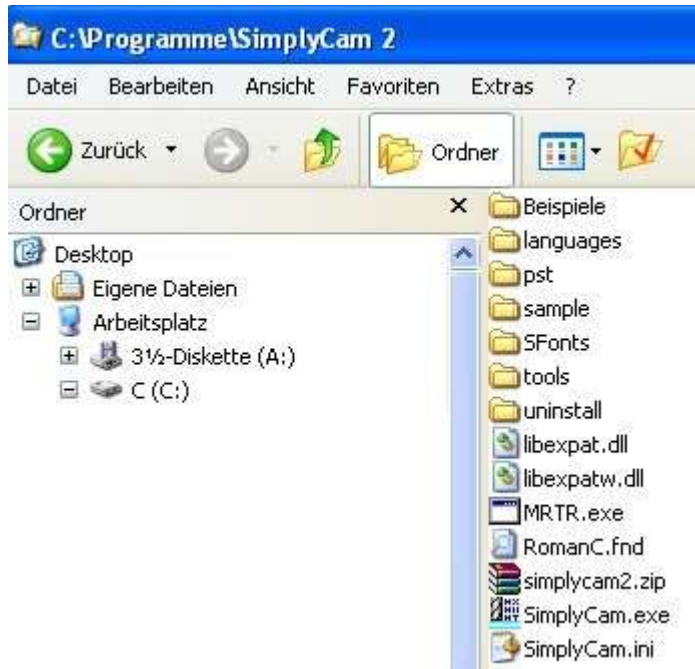 C:\Programme\SimplyCam 2
Datei Bearbeiten Ansicht Favoriten Extras ?
Zurück Ordner
Ordner
Desktop
Eigene Dateien
Arbeitsplatz
3½-Diskette (A:)
C (C:)
Beispiele
languages
pst
sample
SFonts
tools
uninstall
libexpat.dll
libexpatw.dll
MRTR.exe
RomanC.fnd
simplycam2.zip
SimplyCam.exe
SimplyCam.ini